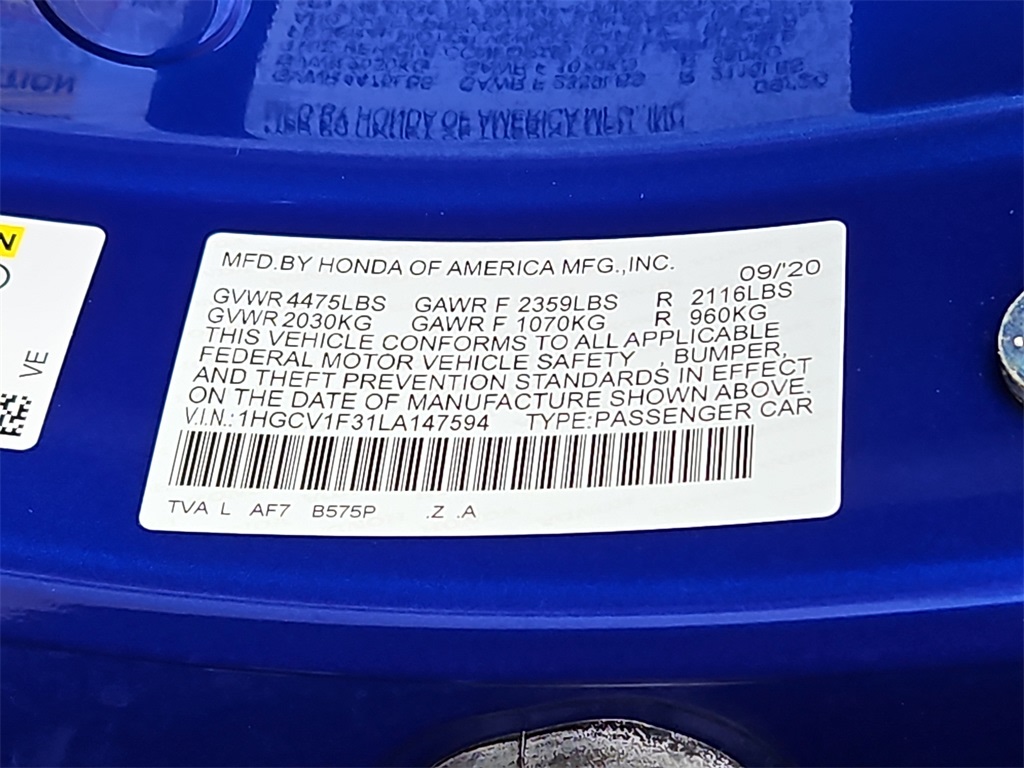 MFD.BY HONDA OF AMERICA MFG.,INC. 09/'20
GVWR 4475LBS GAWR F 2359LBS R 2116LBS
GVWR 2030KG GAWR F 1070KG R 960KG
THIS VEHICLE CONFORMS TO ALL APPLICABLE
FEDERAL MOTOR VEHICLE SAFETY , BUMPER,
AND THEFT PREVENTION STANDARDS IN EFFECT
ON THE DATE OF MANUFACTURE SHOWN ABOVE.
V.I.N.: 1HGCV1F31LA147594 TYPE:PASSENGER CAR
TVA L AF7 B575P .Z .A
N
VE